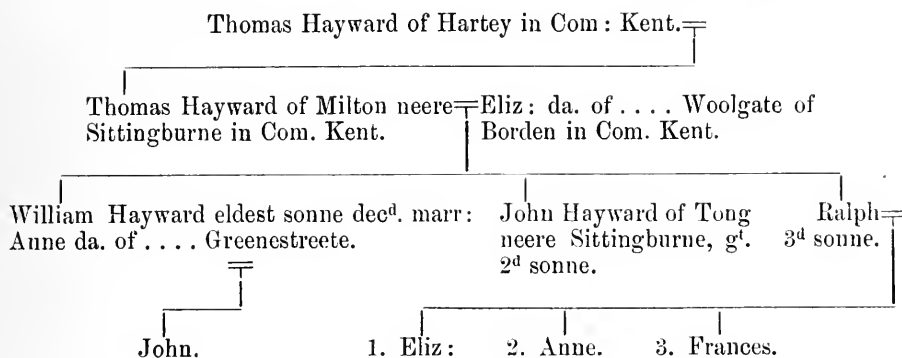 Thomas Hayward of Hartey in Com: Kent.
Thomas Hayward of Milton neere
Sittingburne in Com. Kent.
Eliz: da. of .... Woolgate of
Borden in Com. Kent.
William Hayward eldest sonne decd. marr:
Anne da. of .... Greenestreete.
John Hayward of Tong
neere Sittingburne, gt.
2d sonne.
Ralph
3d sonne.
John.
1. Eliz:
2. Anne.
3. Frances.